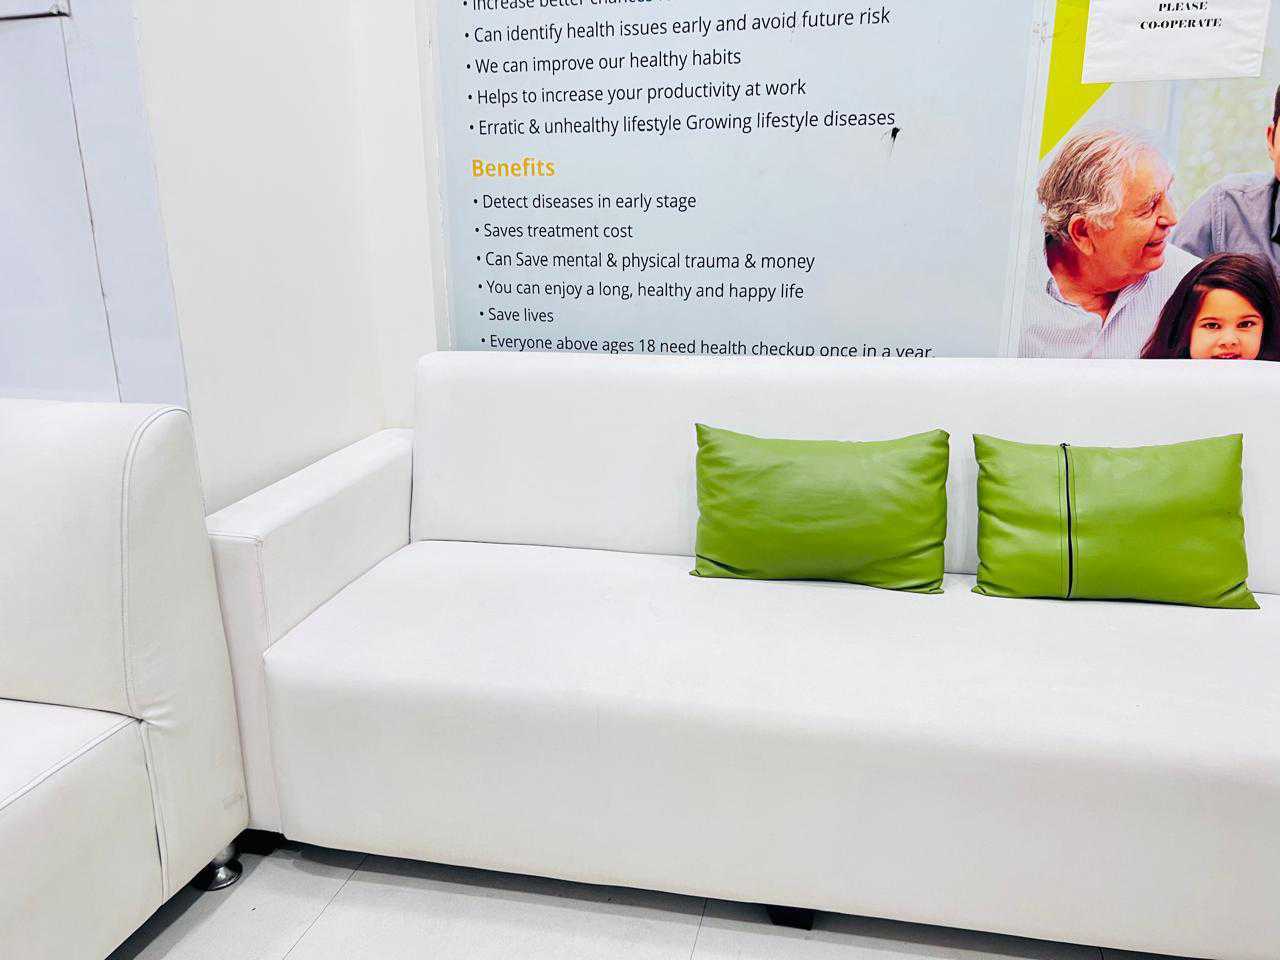 • Increase better chances
• Can identify health issues early and avoid future risk
• We can improve our healthy habits
• Helps to increase your productivity at work
• Erratic & unhealthy lifestyle Growing lifestyle diseases
Benefits
• Detect diseases in early stage
• Saves treatment cost
• Can Save mental & physical trauma & money
• You can enjoy a long, healthy and happy life
• Save lives
• Everyone above ages 18 need health checkup once in a year.
PLEASE
CO-OPERATE